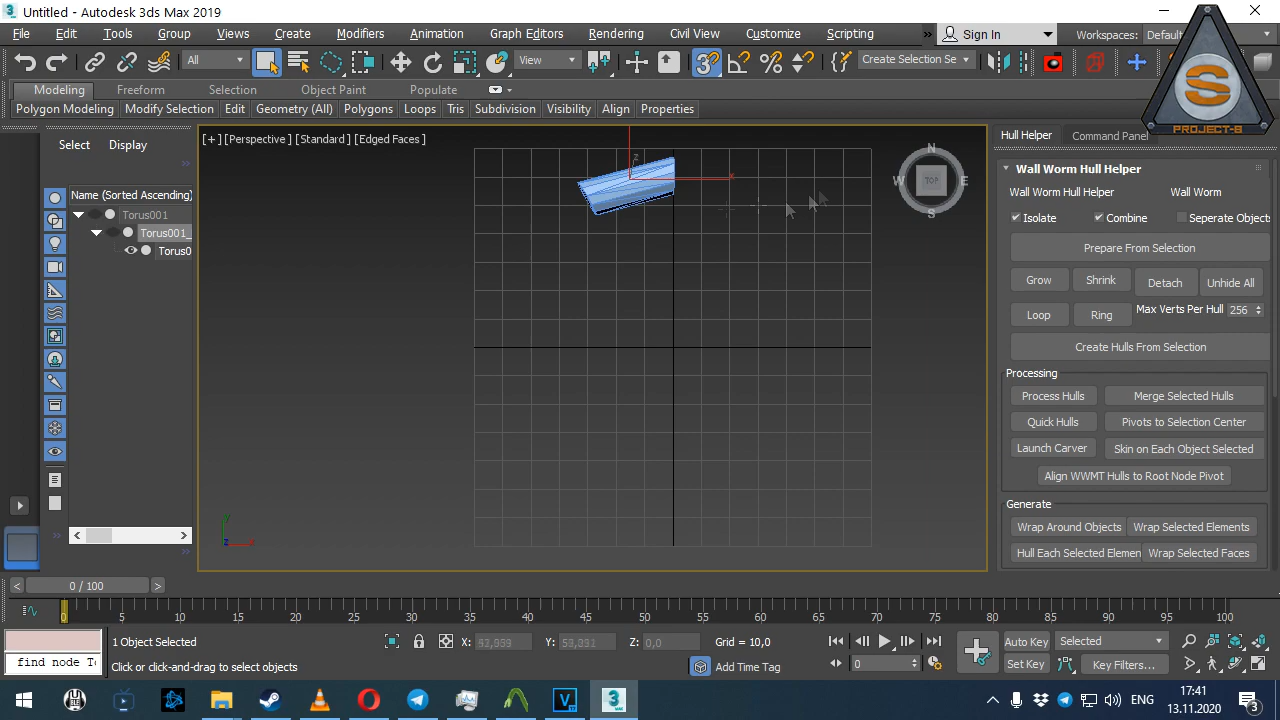 Untitled - Autodesk 3ds Max 2019
File Edit Tools Group Views Create Modifiers Animation Graph Editors Rendering Civil View Customize Scripting » Sign In Workspaces: Default
All View Create Selection Se
Modeling Freeform Selection Object Paint Populate
Polygon Modeling Modify Selection Edit Geometry (All) Polygons Loops Tris Subdivision Visibility Align Properties
S
PROJECT-S
Select Display
Hull Helper Command Panel
[+] [Perspective] [Standard] [Edged Faces]
Name (Sorted Ascending)
Torus001
Torus001_
Torus0
N
W TOP E
S
z
x
Wall Worm Hull Helper
Wall Worm Hull Helper Wall Worm
Isolate Combine Seperate Objects
Prepare From Selection
Grow Shrink Detach Unhide All
Loop Ring Max Verts Per Hull 256
Create Hulls From Selection
Processing
Process Hulls Merge Selected Hulls
Quick Hulls Pivots to Selection Center
Launch Carver Skin on Each Object Selected
Align WWMT Hulls to Root Node Pivot
Generate
Wrap Around Objects Wrap Selected Elements
Hull Each Selected Elemen Wrap Selected Faces
< 0 / 100 >
0 5 10 15 20 25 30 35 40 45 50 55 60 65 70 75 80 85 90 95 100
1 Object Selected X: 92,999 Y: 59,831 Z: 0,0 Grid = 10,0 Auto Key Selected
find node To Click or click-and-drag to select objects Add Time Tag 0 Set Key Key Filters...
ENG 17:41
13.11.2020 3